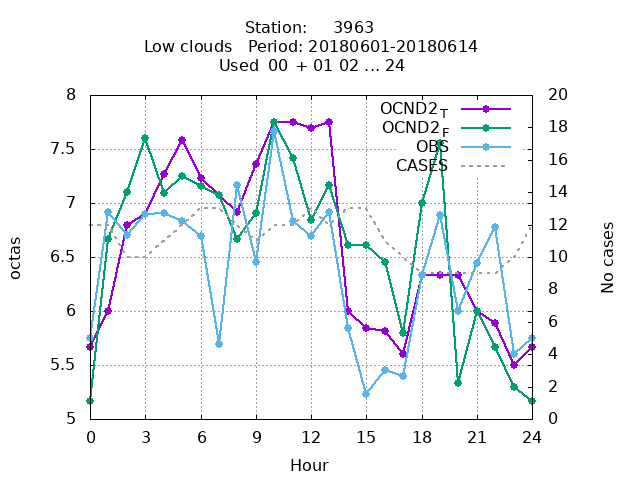 Station: 3963
Low clouds Period: 20180601-20180614
Used 00 + 01 02 ... 24
8
7.5
7
6.5
6
5.5
5
20
18
16
14
12
10
8
6
4
2
0
OCND2T
OCND2F
OBS
CASES
octas
No cases
0 3 6 9 12 15 18 21 24
Hour